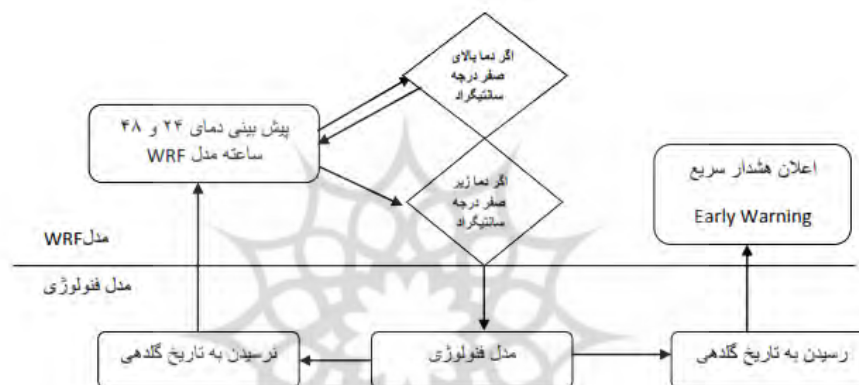 اگر دما بالای
صفر درجه
سانتیگراد
پیش بینی دمای ۲۴ و ۴۸
ساعته مدل WRF
اگر دما زیر
صفر درجه
سانتیگراد
اعلان هشدار سریع
Early Warning
مدلWRF
مدل فنولوژی
رسیدن به تاریخ گلدهی
مدل فنولوژی
نرسیدن به تاریخ گلدهی